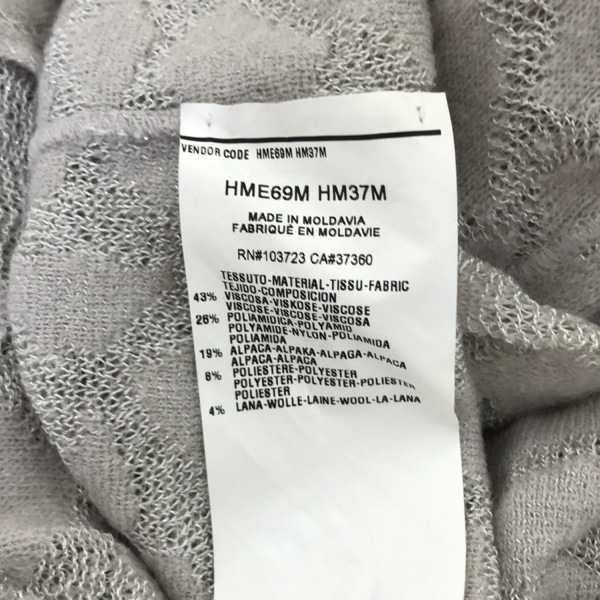 VENDOR CODE HME69M HM37M
HME69M HM37M
MADE IN MOLDAVIA
FABRIQUÉ EN MOLDAVIE
RN#103723 CA#37360
TESSUTO-MATERIAL-TISSU-FABRIC
TEJIDO-COMPOSICION
43% VISCOSA-VISKOSE-VISCOSE
VISCOSE-VISCOSE-VISCOSA
26% POLIAMIDICA-POLYAMID
POLYAMIDE-NYLON-POLIAMIDA
POLIAMIDA
19% ALPACA-ALPAKA-ALPAGA-ALPACA
ALPACA-ALPACA
8% POLIESTERE-POLYESTER
POLYESTER-POLYESTER-POLIESTER
POLIESTER
4% LANA-WOLLE-LAINE-WOOL-LA-LANA